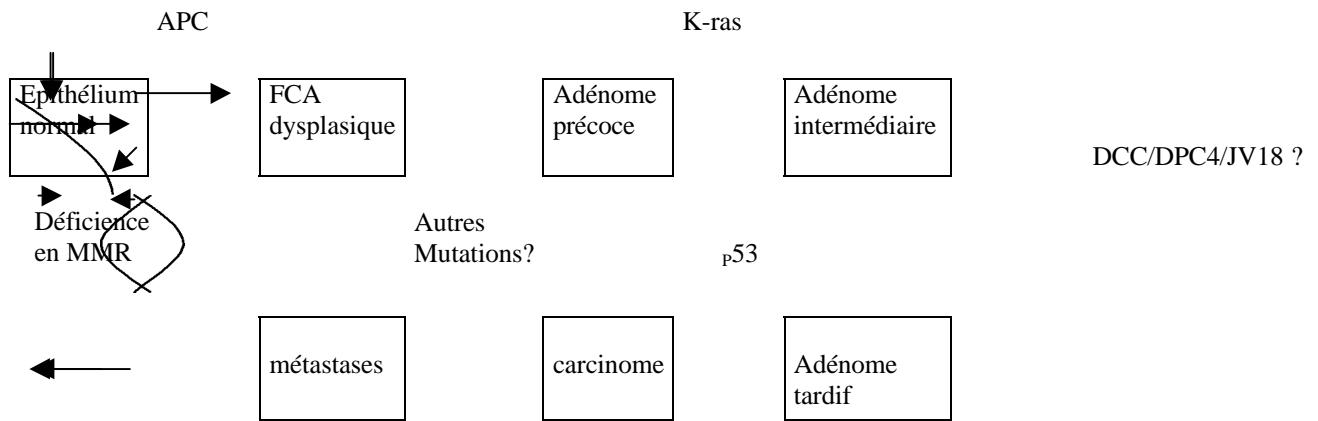 APC
K-ras
Epithélium
normal
FCA
dysplasique
Adénome
précoce
Adénome
intermédiaire
DCC/DPC4/JV18 ?
Déficience
en MMR
Autres
Mutations?
P53
métastases
carcinome
Adénome
tardif